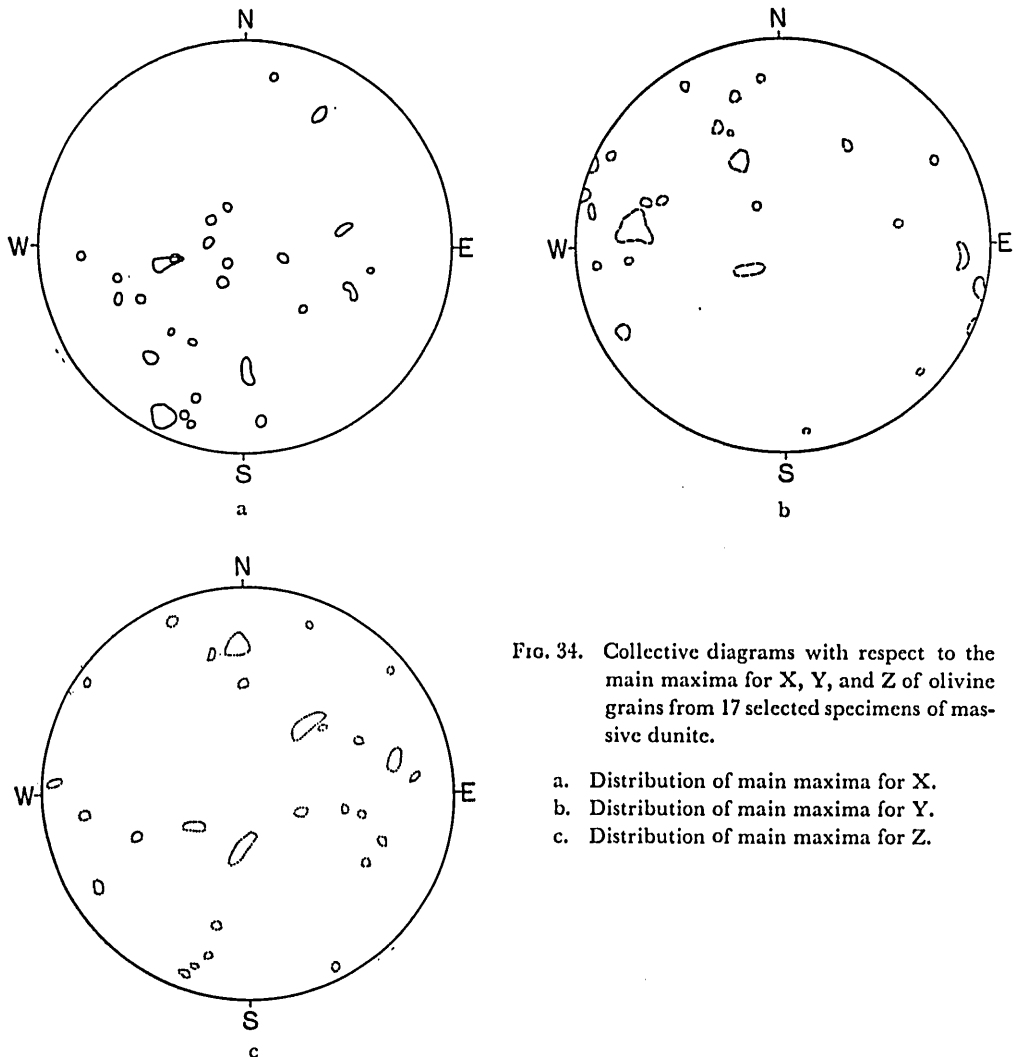 N
W
E
S
a
N
W
E
S
b
N
W
E
S
c
FIG. 34. Collective diagrams with respect to the
main maxima for X, Y, and Z of olivine
grains from 17 selected specimens of mas-
sive dunite.
a. Distribution of main maxima for X.
b. Distribution of main maxima for Y.
c. Distribution of main maxima for Z.